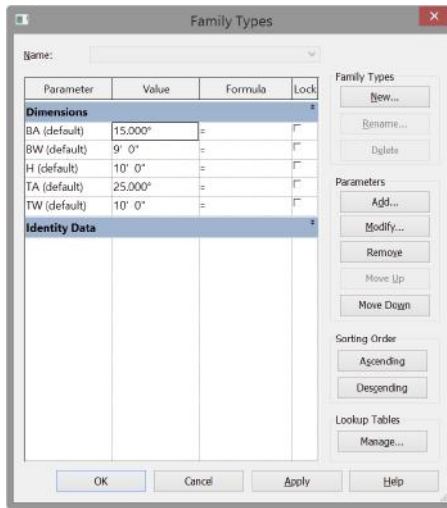 Family Types
Name:
Parameter Value Formula Lock
Dimensions
BA (default) 15.000° =
BW (default) 9' 0" =
H (default) 10' 0" =
TA (default) 25.000° =
TW (default) 10' 0" =
Identity Data
Family Types
New...
Rename...
Delete
Parameters
Add...
Modify...
Remove
Move Up
Move Down
Sorting Order
Ascending
Descending
Lookup Tables
Manage...
OK Cancel Apply Help